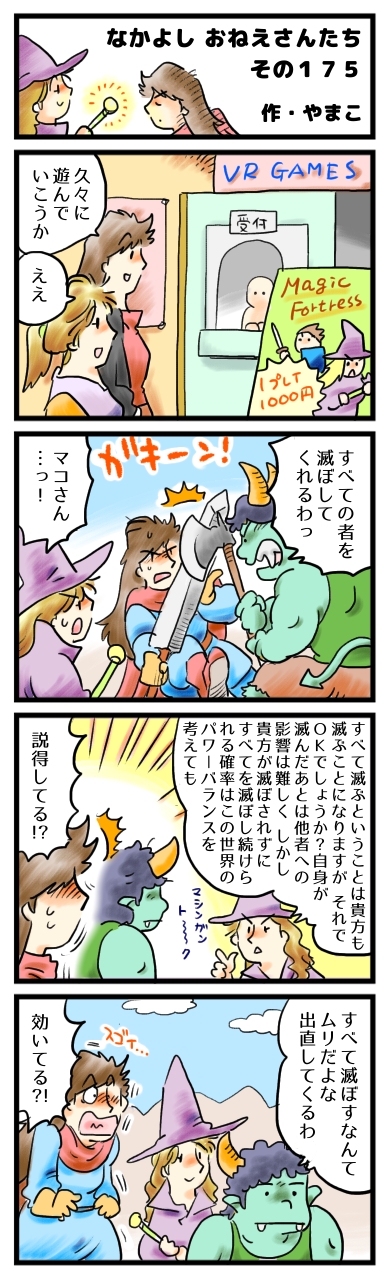 なかよし おねえさんたち
その175
作・やまこ
VR GAMES
受付
Magic
Fortress
1プレイ
1000円
久々に
遊んで
いこうか
ええ
すべての者を
滅ぼして
くれるわっ
ガキーン!
マコさん
…っ!
すべて滅ぶということは貴方も
滅ぶことになりますが それで
OKでしょうか?自身が
滅んだあとは他者への
影響は難しく しかし
貴方が滅ぼされずに
すべてを滅ぼし続けら
れる確率はこの世界の
パワーバランスを
考えても
マシンガン
ト〜〜〜ク
説得してる!?
すべて滅ぼすなんて
ムリだよな
出直してくるわ
スゴイ…
効いてる?!